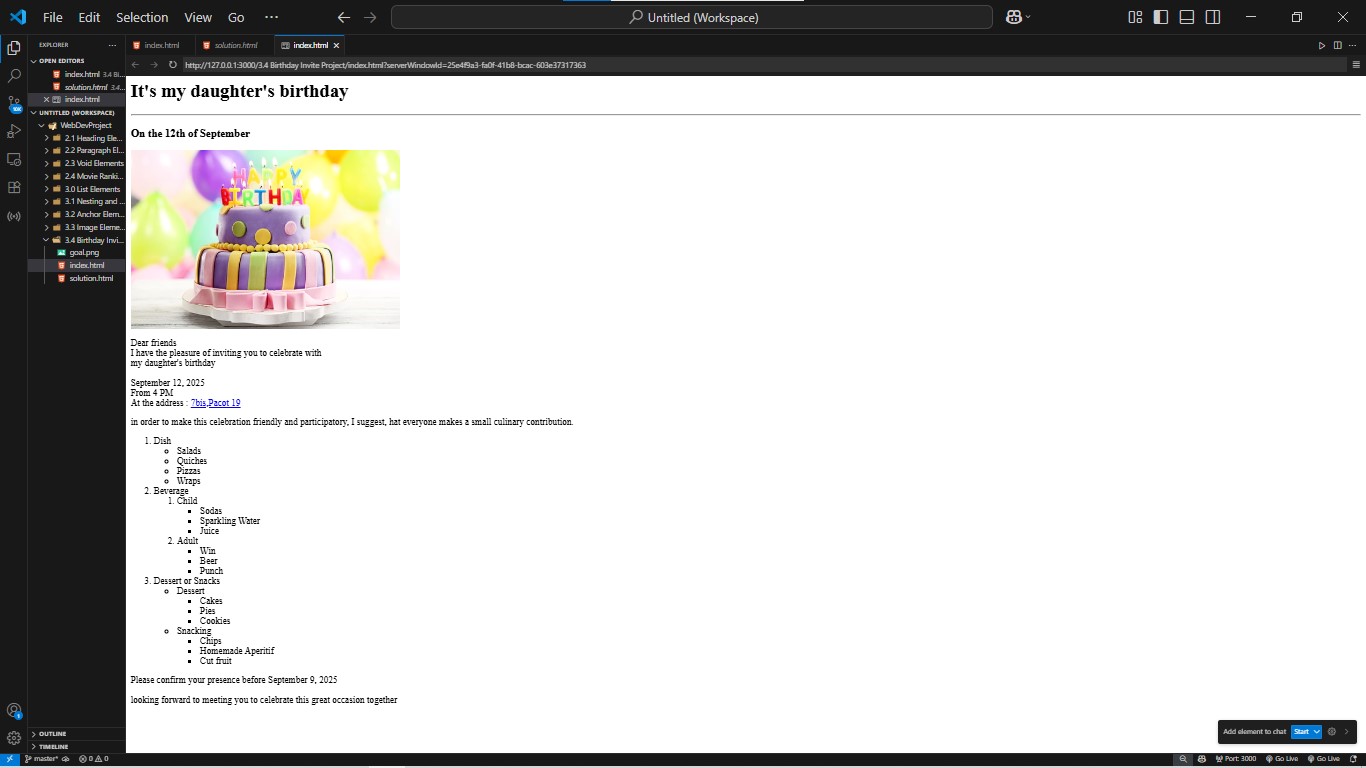 File Edit Selection View Go ··· Untitled (Workspace)
EXPLORER ···
index.html solution.html index.html
OPEN EDITORS
http://127.0.0.1:3000/3.4 Birthday Invite Project/index.html?serverWindowId=25e4f9a3-fa0f-41b8-bcac-603e37317363
index.html 3.4 Bi...
solution.html 3.4...
index.html
UNTITLED (WORKSPACE)
WebDevProject
2.1 Heading Ele...
2.2 Paragraph El...
2.3 Void Elements
2.4 Movie Ranki...
3.0 List Elements
3.1 Nesting and ...
3.2 Anchor Elem...
3.3 Image Eleme...
3.4 Birthday Invi...
goal.png
index.html
solution.html
It's my daughter's birthday
On the 12th of September
HAPPY
BIRTHDAY
Dear friends
I have the pleasure of inviting you to celebrate with
my daughter's birthday
September 12, 2025
From 4 PM
At the address : 7bis,Pacot 19
in order to make this celebration friendly and participatory, I suggest, hat everyone makes a small culinary contribution.
1. Dish
Salads
Quiches
Pizzas
Wraps
2. Beverage
1. Child
Sodas
Sparkling Water
Juice
2. Adult
Win
Beer
Punch
3. Dessert or Snacks
Dessert
Cakes
Pies
Cookies
Snacking
Chips
Homemade Aperitif
Cut fruit
Please confirm your presence before September 9, 2025
looking forward to meeting you to celebrate this great occasion together
Add element to chat Start
OUTLINE
TIMELINE
master* 0 0 Port: 3000 Go Live Go Live